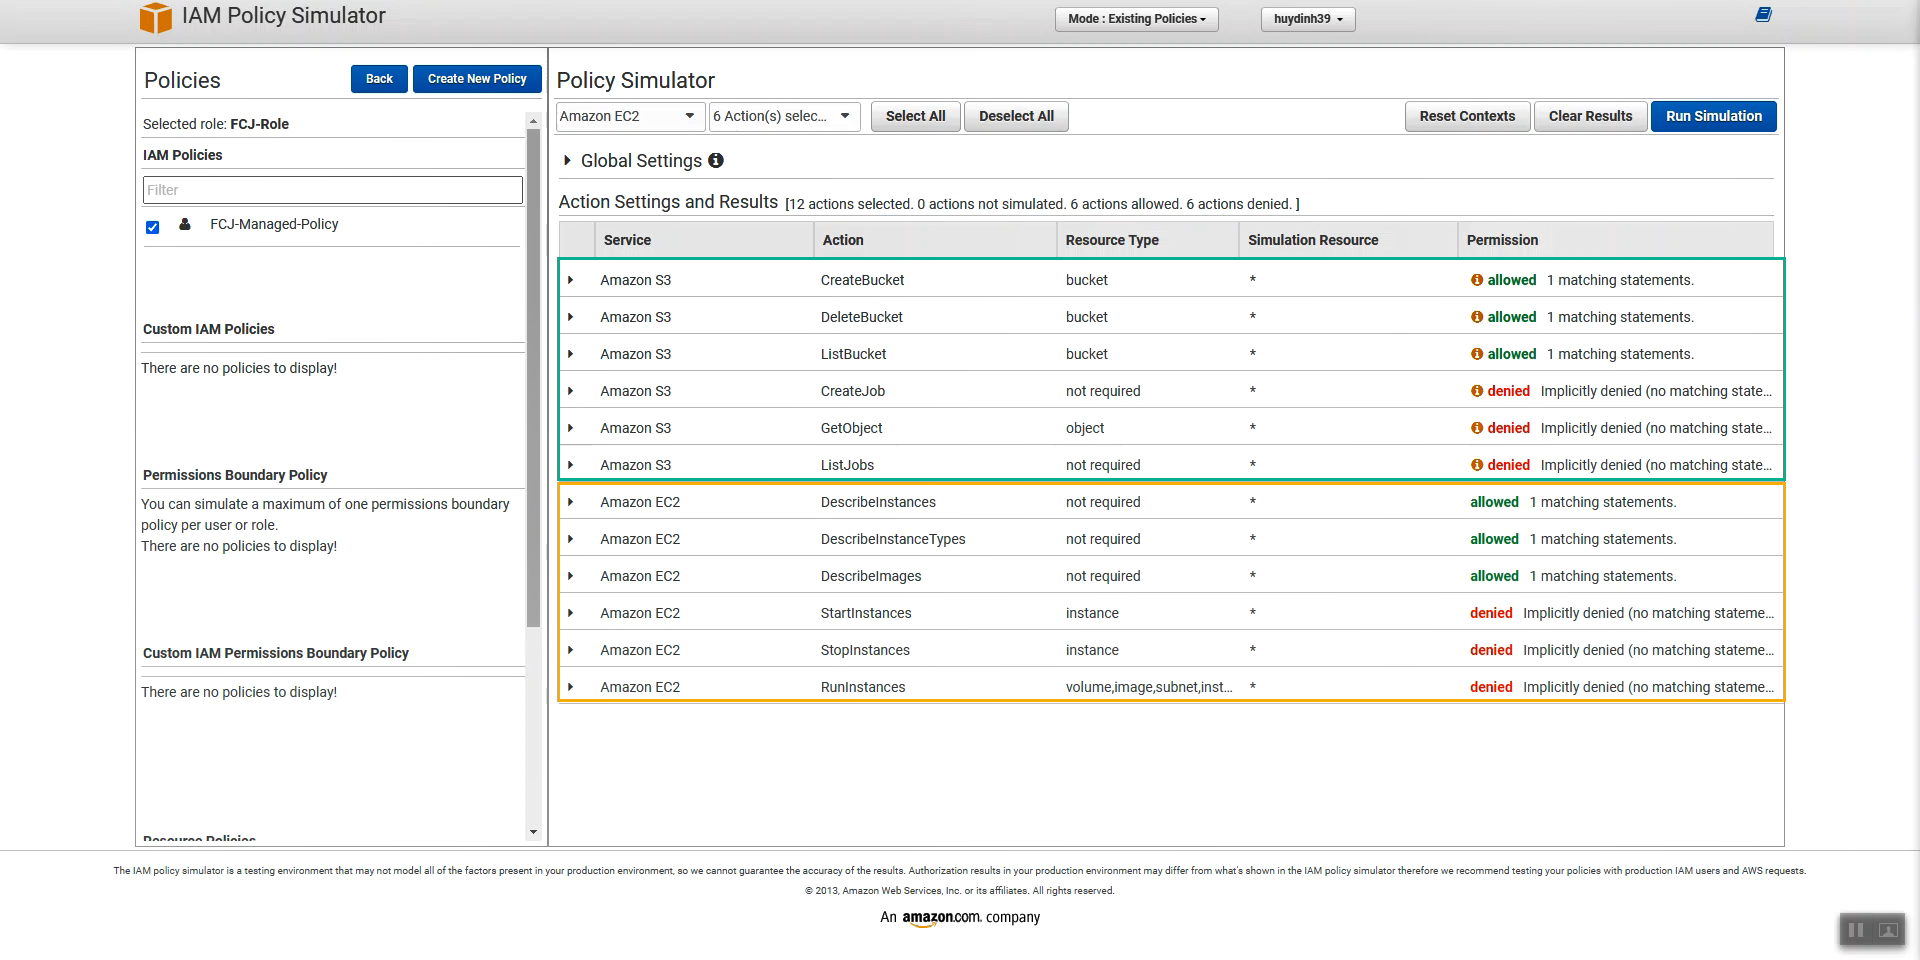 IAM Policy Simulator
Mode : Existing Policies
huydinh39
Policies
Back
Create New Policy
Selected role: FCJ-Role
IAM Policies
Filter
FCJ-Managed-Policy
Custom IAM Policies
There are no policies to display!
Permissions Boundary Policy
You can simulate a maximum of one permissions boundary
policy per user or role.
There are no policies to display!
Custom IAM Permissions Boundary Policy
There are no policies to display!
Resource Policies
Policy Simulator
Amazon EC2
6 Action(s) selec...
Select All
Deselect All
Reset Contexts
Clear Results
Run Simulation
Global Settings
Action Settings and Results [12 actions selected. 0 actions not simulated. 6 actions allowed. 6 actions denied. ]
Service Action Resource Type Simulation Resource Permission
Amazon S3 CreateBucket bucket * allowed 1 matching statements.
Amazon S3 DeleteBucket bucket * allowed 1 matching statements.
Amazon S3 ListBucket bucket * allowed 1 matching statements.
Amazon S3 CreateJob not required * denied Implicitly denied (no matching state...
Amazon S3 GetObject object * denied Implicitly denied (no matching state...
Amazon S3 ListJobs not required * denied Implicitly denied (no matching state...
Amazon EC2 DescribeInstances not required * allowed 1 matching statements.
Amazon EC2 DescribeInstanceTypes not required * allowed 1 matching statements.
Amazon EC2 DescribeImages not required * allowed 1 matching statements.
Amazon EC2 StartInstances instance * denied Implicitly denied (no matching stateme...
Amazon EC2 StopInstances instance * denied Implicitly denied (no matching stateme...
Amazon EC2 RunInstances volume,image,subnet,inst... * denied Implicitly denied (no matching stateme...
The IAM policy simulator is a testing environment that may not model all of the factors present in your production environment, so we cannot guarantee the accuracy of the results. Authorization results in your production environment may differ from what's shown in the IAM policy simulator therefore we recommend testing your policies with production IAM users and AWS requests.
© 2013, Amazon Web Services, Inc. or its affiliates. All rights reserved.
An amazon.com. company